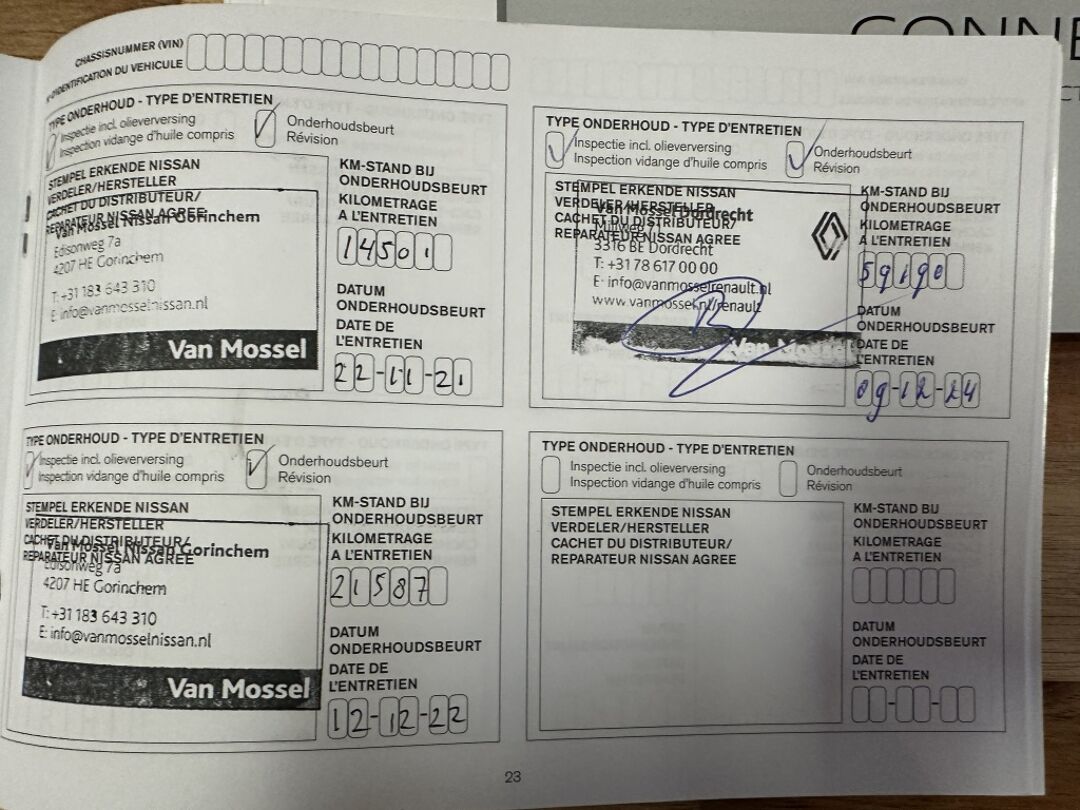 CONNE
CHASSISNUMMER (VIN)
N°D'IDENTIFICATION DU VEHICULE
TYPE ONDERHOUD - TYPE D'ENTRETIEN
Inspectie incl. olieverversing
Inspection vidange d'huile compris
Onderhoudsbeurt
Révision
STEMPEL ERKENDE NISSAN
VERDELER/HERSTELLER
CACHET DU DISTRIBUTEUR/
REPARATEUR NISSAN AGREE
Van Mossel Nissan Gorinchem
Edisonweg 7a
4207 HE Gorinchem
T: +31 183 643 310
E: info@vanmosselnissan.nl
Van Mossel
KM-STAND BIJ
ONDERHOUDSBEURT
KILOMETRAGE
A L'ENTRETIEN
14501
DATUM
ONDERHOUDSBEURT
DATE DE
L'ENTRETIEN
22-11-21
TYPE ONDERHOUD - TYPE D'ENTRETIEN
Inspectie incl. olieverversing
Inspection vidange d'huile compris
Onderhoudsbeurt
Révision
STEMPEL ERKENDE NISSAN
VERDELER/HERSTELLER
CACHET DU DISTRIBUTEUR/
REPARATEUR NISSAN AGREE
Van Mossel Dordrecht
3316 BE Dordrecht
T: +31 78 617 00 00
E: info@vanmosselrenault.nl
www.vanmossel.nl/renault
Van Mossel
KM-STAND BIJ
ONDERHOUDSBEURT
KILOMETRAGE
A L'ENTRETIEN
59190
DATUM
ONDERHOUDSBEURT
DATE DE
L'ENTRETIEN
09-12-24
TYPE ONDERHOUD - TYPE D'ENTRETIEN
Inspectie incl. olieverversing
Inspection vidange d'huile compris
Onderhoudsbeurt
Révision
STEMPEL ERKENDE NISSAN
VERDELER/HERSTELLER
CACHET DU DISTRIBUTEUR/
REPARATEUR NISSAN AGREE
Van Mossel Nissan Gorinchem
Edisonweg 7a
4207 HE Gorinchem
T: +31 183 643 310
E: info@vanmosselnissan.nl
Van Mossel
KM-STAND BIJ
ONDERHOUDSBEURT
KILOMETRAGE
A L'ENTRETIEN
21587
DATUM
ONDERHOUDSBEURT
DATE DE
L'ENTRETIEN
12-12-22
TYPE ONDERHOUD - TYPE D'ENTRETIEN
Inspectie incl. olieverversing
Inspection vidange d'huile compris
Onderhoudsbeurt
Révision
STEMPEL ERKENDE NISSAN
VERDELER/HERSTELLER
CACHET DU DISTRIBUTEUR/
REPARATEUR NISSAN AGREE
KM-STAND BIJ
ONDERHOUDSBEURT
KILOMETRAGE
A L'ENTRETIEN
DATUM
ONDERHOUDSBEURT
DATE DE
L'ENTRETIEN
23